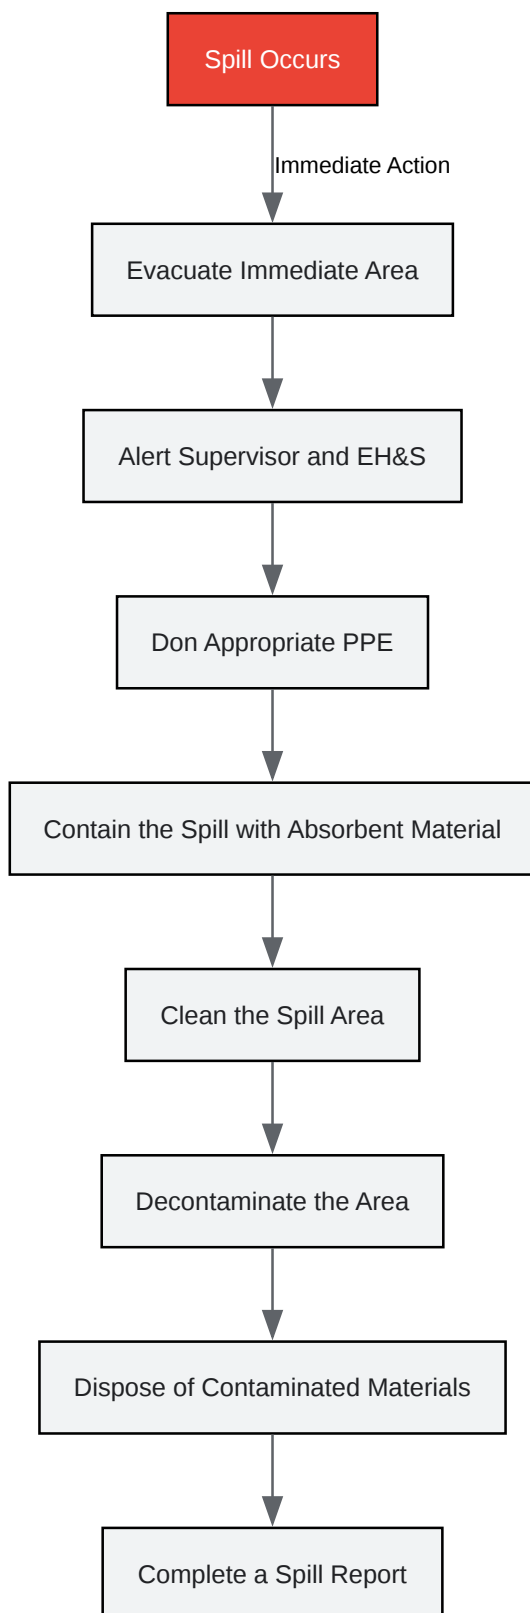 Spill Occurs
Immediate Action
Evacuate Immediate Area
Alert Supervisor and EH&S
Don Appropriate PPE
Contain the Spill with Absorbent Material
Clean the Spill Area
Decontaminate the Area
Dispose of Contaminated Materials
Complete a Spill Report